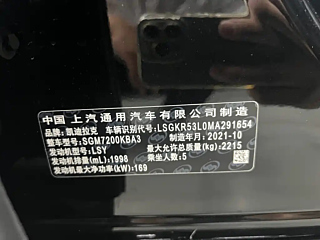 中国 上汽通用汽车有限公司制造
品牌:凯迪拉克 车辆识别代号:LSGKR53L0MA291654
整车型号:SGM7200KBA3 制造年月:2021-10
发动机型号:LSY 最大允许总质量(kg):2215
发动机排量(mL):1998 乘坐人数:5
发动机最大净功率(kW):169